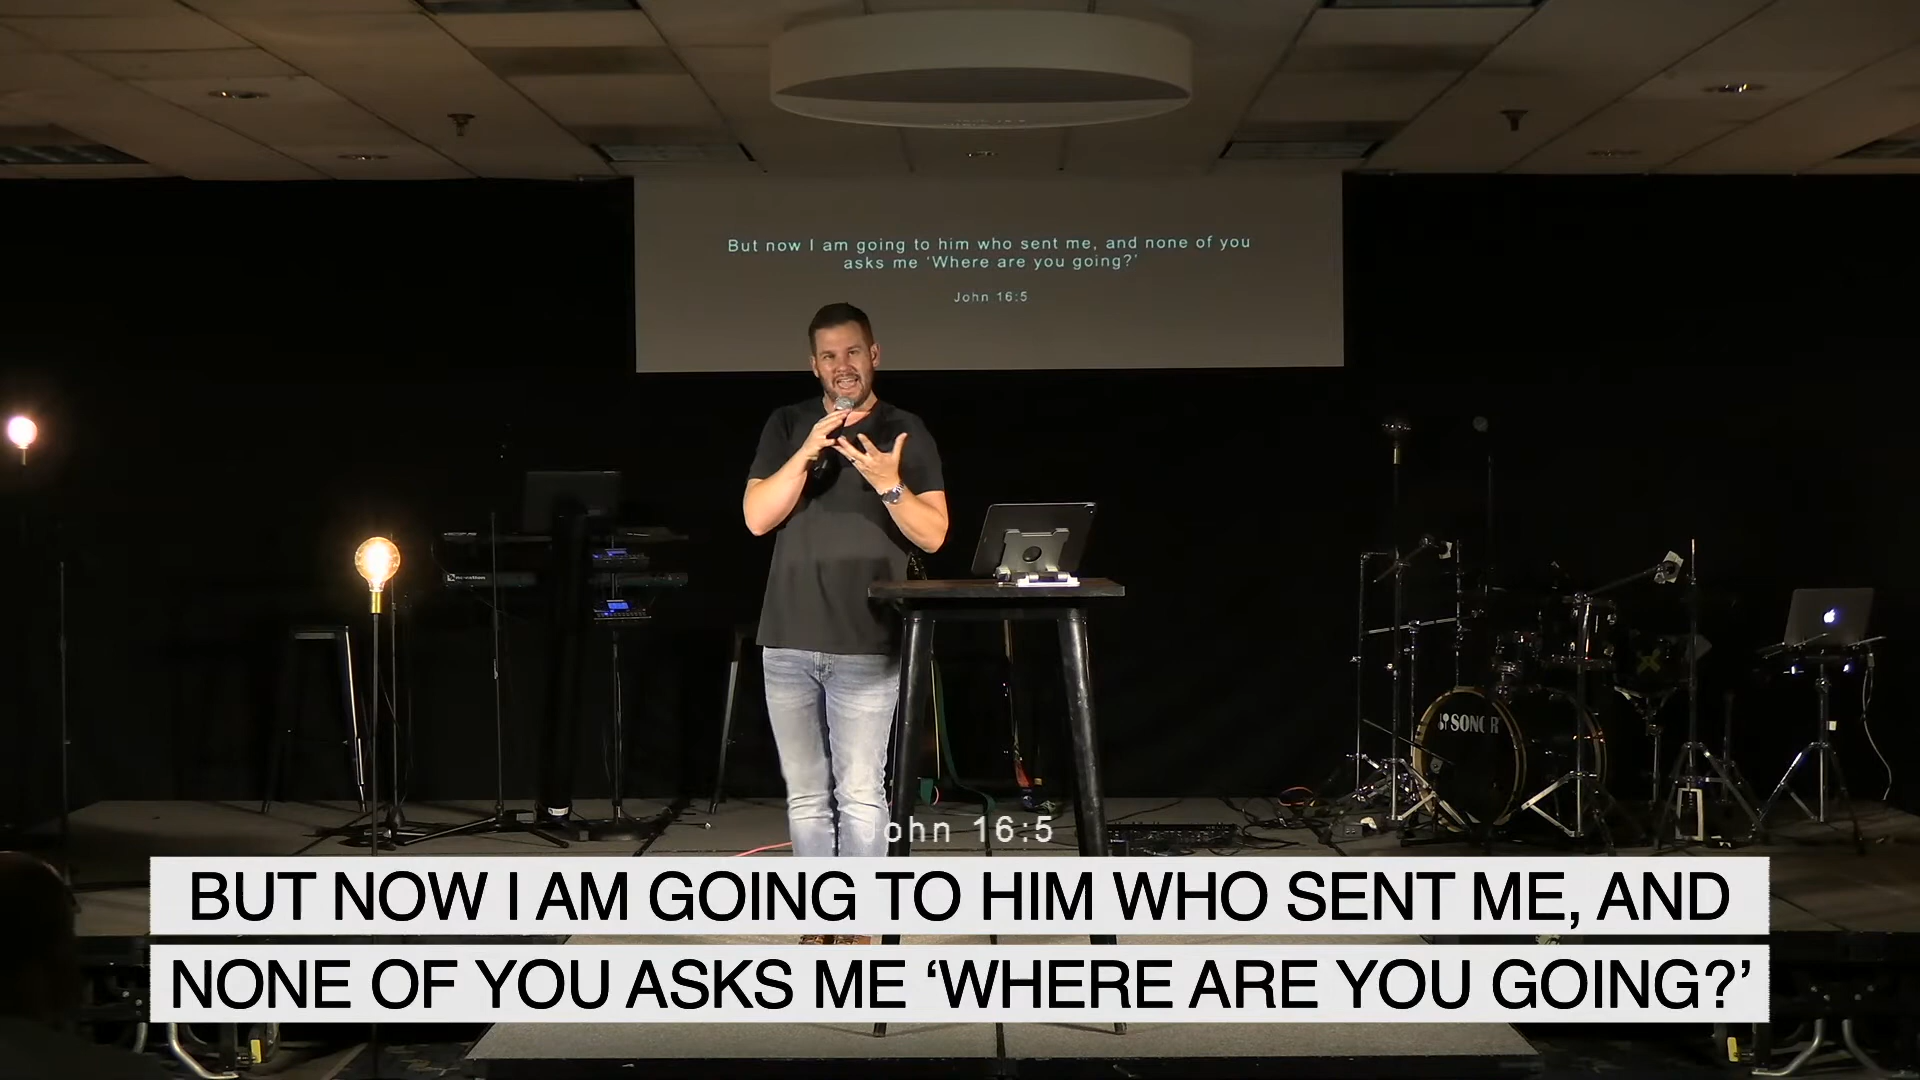 But now I am going to him who sent me, and none of you
asks me ‘Where are you going?’
John 16:5
novation
SONOR
John 16:5
BUT NOW I AM GOING TO HIM WHO SENT ME, AND
NONE OF YOU ASKS ME ‘WHERE ARE YOU GOING?’